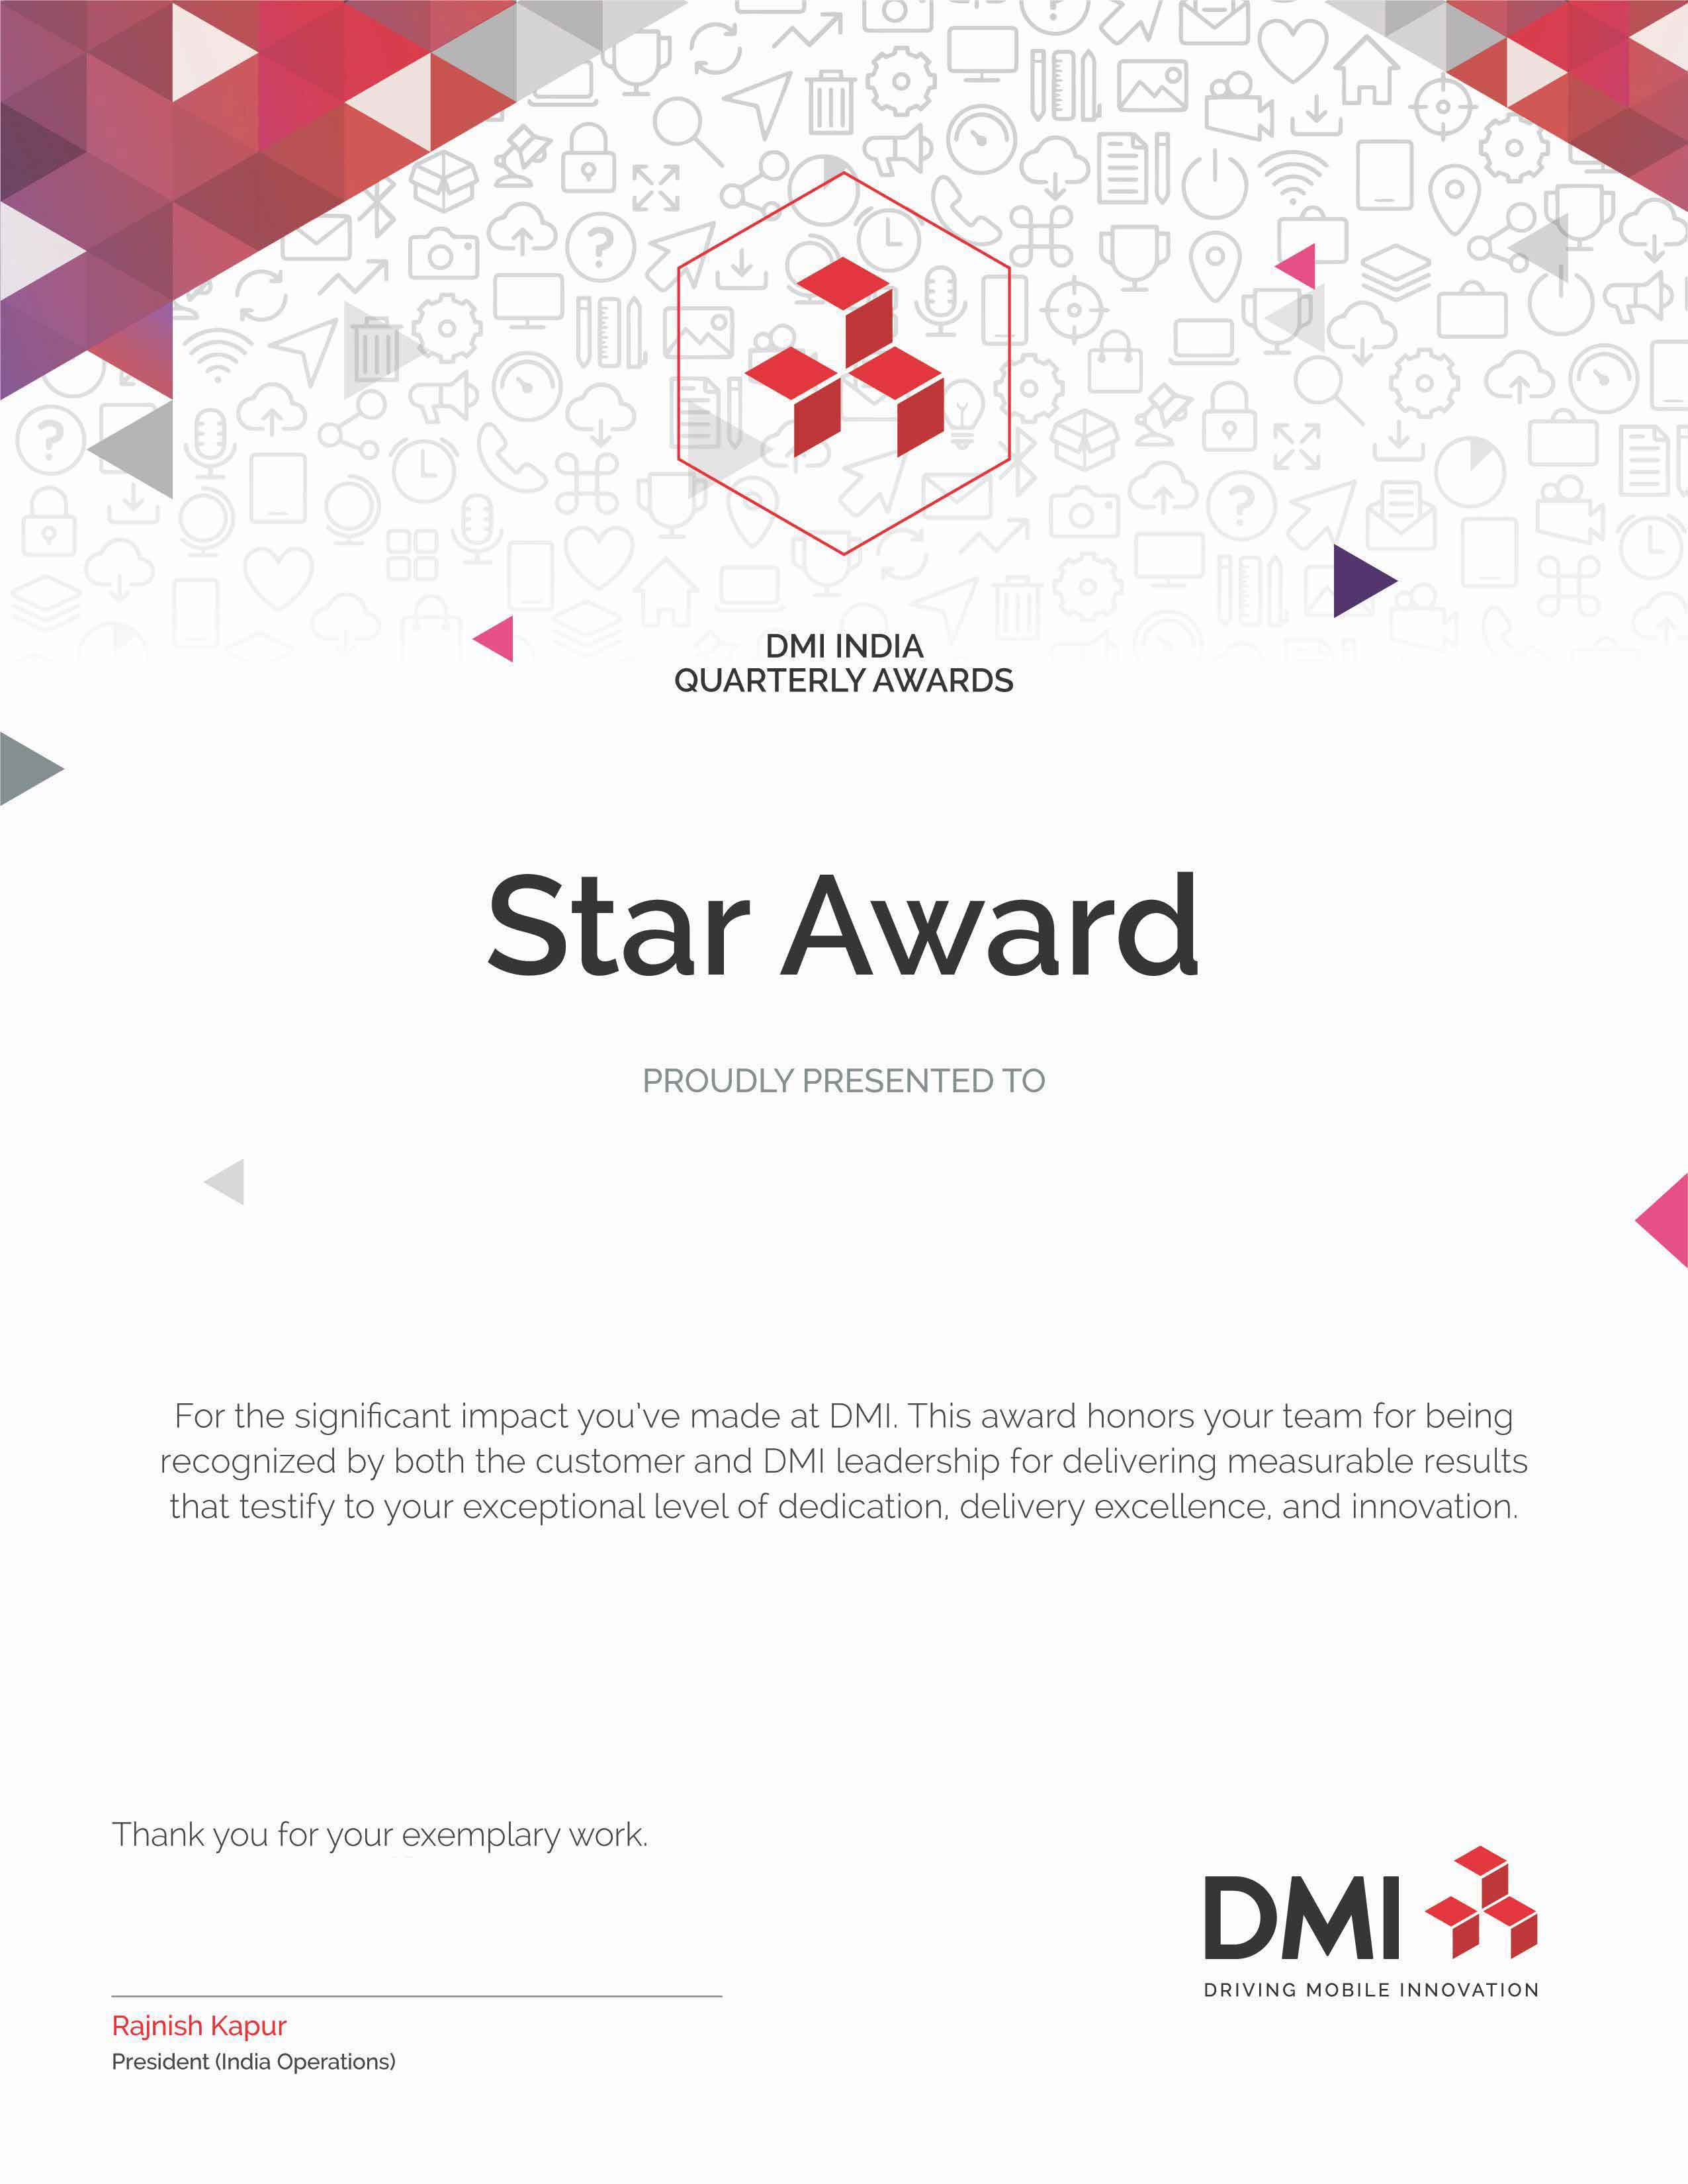 DMI INDIA
QUARTERLY AWARDS
Star Award
PROUDLY PRESENTED TO
For the significant impact you've made at DMI. This award honors your team for being
recognized by both the customer and DMI leadership for delivering measurable results
that testify to your exceptional level of dedication, delivery excellence, and innovation.
Thank you for your exemplary work.
DMI
DRIVING MOBILE INNOVATION
Rajnish Kapur
President (India Operations)